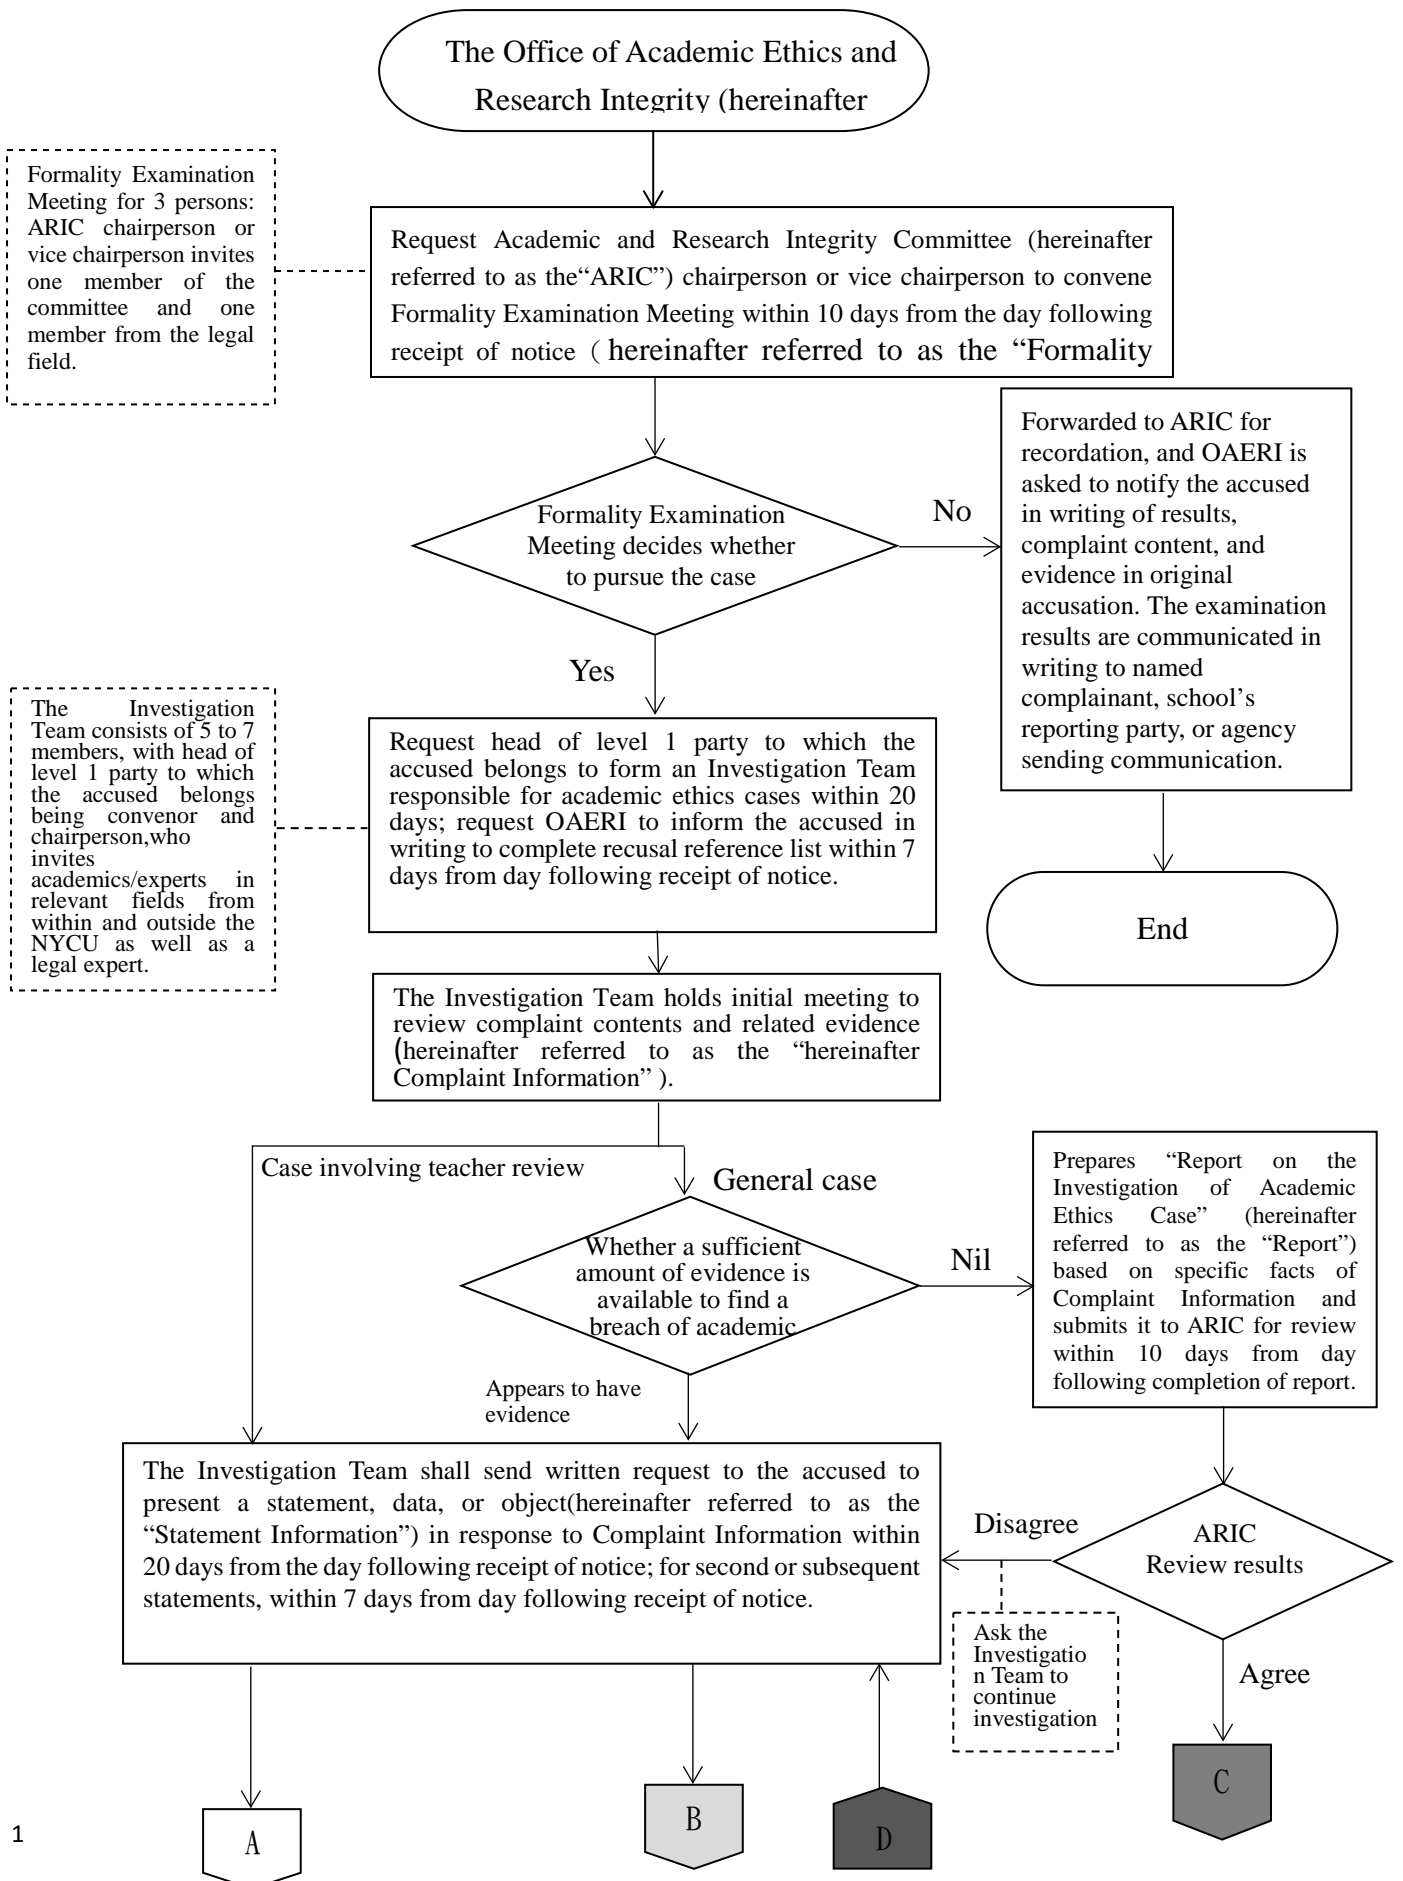 The Office of Academic Ethics and
Research Integrity (hereinafter
Formality Examination
Meeting for 3 persons:
ARIC chairperson or
vice chairperson invites
one member of the
committee and one
member from the legal
field.
Request Academic and Research Integrity Committee (hereinafter
referred to as the“ARIC”) chairperson or vice chairperson to convene
Formality Examination Meeting within 10 days from the day following
receipt of notice（hereinafter referred to as the “Formality
Formality Examination
Meeting decides whether
to pursue the case
No
Forwarded to ARIC for
recordation, and OAERI is
asked to notify the accused
in writing of results,
complaint content, and
evidence in original
accusation. The examination
results are communicated in
writing to named
complainant, school’s
reporting party, or agency
sending communication.
End
Yes
The Investigation
Team consists of 5 to 7
members, with head of
level 1 party to which
the accused belongs
being convenor and
chairperson,who
invites
academics/experts in
relevant fields from
within and outside the
NYCU as well as a
legal expert.
Request head of level 1 party to which the
accused belongs to form an Investigation Team
responsible for academic ethics cases within 20
days; request OAERI to inform the accused in
writing to complete recusal reference list within 7
days from day following receipt of notice.
The Investigation Team holds initial meeting to
review complaint contents and related evidence
(hereinafter referred to as the “hereinafter
Complaint Information” ).
Case involving teacher review
General case
Whether a sufficient
amount of evidence is
available to find a
breach of academic
Nil
Prepares “Report on the
Investigation of Academic
Ethics Case” (hereinafter
referred to as the “Report”)
based on specific facts of
Complaint Information and
submits it to ARIC for review
within 10 days from day
following completion of report.
Appears to have
evidence
The Investigation Team shall send written request to the accused to
present a statement, data, or object(hereinafter referred to as the
“Statement Information”) in response to Complaint Information within
20 days from the day following receipt of notice; for second or subsequent
statements, within 7 days from day following receipt of notice.
Disagree
ARIC
Review results
Ask the
Investigatio
n Team to
continue
investigation
Agree
A
B
D
C
1